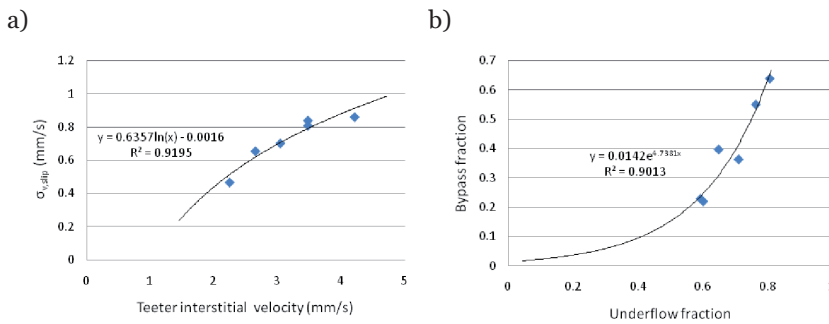 a)
1.2
1
0.8
0.6
0.4
0.2
0
σv,slip (mm/s)
y = 0.6357ln(x) - 0.0016
R² = 0.9195
0 1 2 3 4 5
Teeter interstitial velocity (mm/s)
b)
0.7
0.6
0.5
0.4
0.3
0.2
0.1
0
Bypass fraction
y = 0.0142e^4.7381x
R² = 0.9013
0 0.2 0.4 0.6 0.8
Underflow fraction